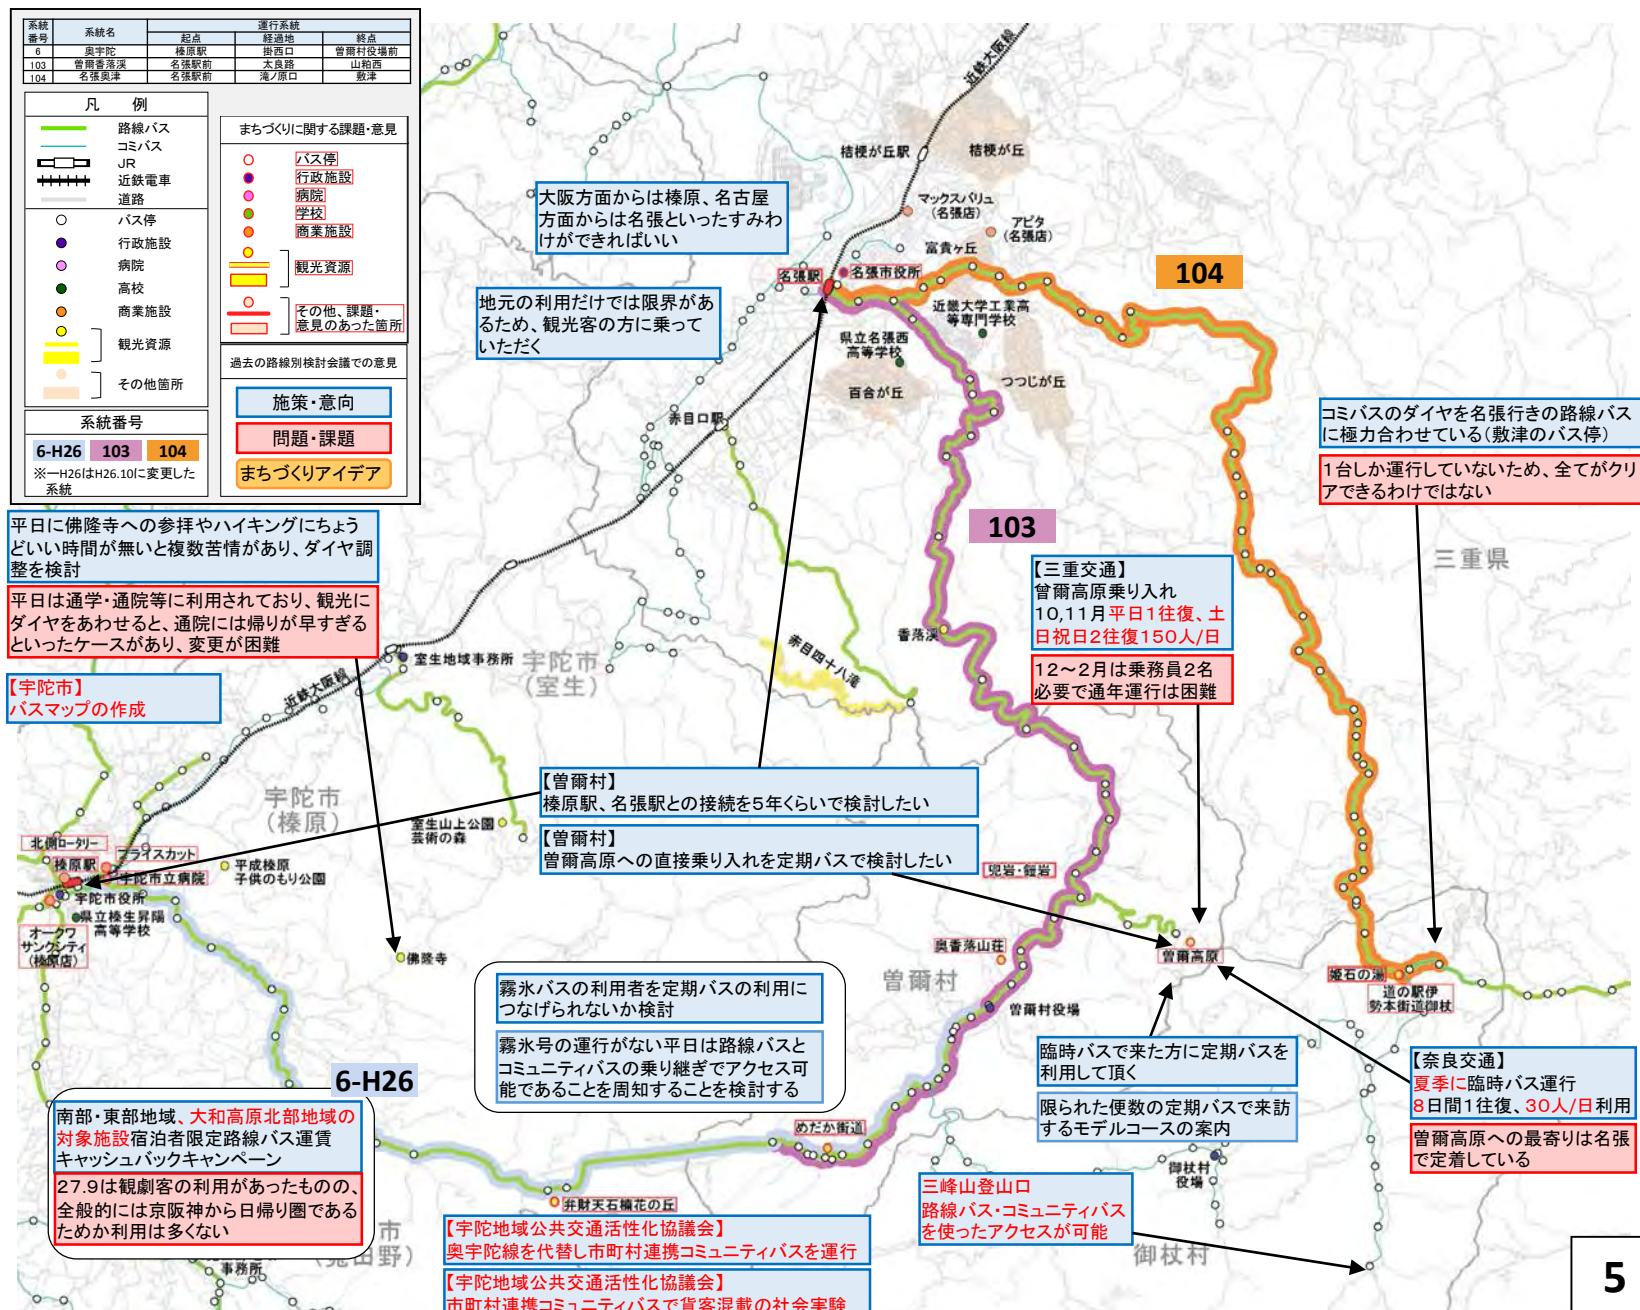 系統番号 系統名 運行系統
起点 経過地 終点
6 奥宇陀 榛原駅 掛西口 曽爾村役場前
103 曽爾香落渓 名張駅前 太良路 山粕西
104 名張奥津 名張駅前 滝ノ原口 敷津
凡　例
路線バス
コミバス
JR
近鉄電車
道路
バス停
行政施設
病院
高校
商業施設
観光資源
その他箇所
まちづくりに関する課題・意見
バス停
行政施設
病院
学校
商業施設
観光資源
その他、課題・
意見のあった箇所
過去の路線別検討会議での意見
施策・意向
問題・課題
まちづくりアイデア
系統番号
6-H26 103 104
※―H26はH26.10に変更した
系統
近鉄大阪線
桔梗が丘駅
桔梗が丘
マックスバリュ
（名張店）
アピタ
（名張店）
富貴ヶ丘
大阪方面からは榛原、名古屋
方面からは名張といったすみわ
けができればいい
名張駅
名張市役所
104
地元の利用だけでは限界があ
るため、観光客の方に乗って
いただく
近畿大学工業高
等専門学校
県立名張西
高等学校
百合が丘
つつじが丘
赤目口駅
コミバスのダイヤを名張行きの路線バス
に極力合わせている（敷津のバス停）
1台しか運行していないため、全てがクリ
アできるわけではない
103
三重県
平日に佛隆寺への参拝やハイキングにちょう
どいい時間が無いと複数苦情があり、ダイヤ調
整を検討
平日は通学・通院等に利用されており、観光に
ダイヤをあわせると、通院には帰りが早すぎる
といったケースがあり、変更が困難
【三重交通】
曽爾高原乗り入れ
10,11月平日1往復、土
日祝日2往復150人/日
12～2月は乗務員2名
必要で通年運行は困難
香落渓
赤目四十八滝
室生地域事務所
宇陀市
（室生）
近鉄大阪線
【宇陀市】
バスマップの作成
【曽爾村】
榛原駅、名張駅との接続を5年くらいで検討したい
【曽爾村】
曽爾高原への直接乗り入れを定期バスで検討したい
宇陀市
（榛原）
室生山上公園
芸術の森
北側ロータリー
プライスカット
榛原駅
宇陀市立病院
平成榛原
子供のもり公園
宇陀市役所
県立榛生昇陽
高等学校
オークワ
サンクシティ
（榛原店）
佛隆寺
兜岩・鎧岩
奥香落山荘
曽爾高原
曽爾村
曽爾村役場
姫石の湯
道の駅伊
勢本街道御杖
霧氷バスの利用者を定期バスの利用に
つなげられないか検討
霧氷号の運行がない平日は路線バスと
コミュニティバスの乗り継ぎでアクセス可
能であることを周知することを検討する
臨時バスで来た方に定期バスを
利用して頂く
限られた便数の定期バスで来訪
するモデルコースの案内
【奈良交通】
夏季に臨時バス運行
8日間1往復、30人/日利用
曽爾高原への最寄りは名張
で定着している
6-H26
南部・東部地域、大和高原北部地域の
対象施設宿泊者限定路線バス運賃
キャッシュバックキャンペーン
27.9は観劇客の利用があったものの、
全般的には京阪神から日帰り圏である
ためか利用は多くない
めだか街道
弁財天石楠花の丘
御杖村
役場
三峰山登山口
路線バス・コミュニティバス
を使ったアクセスが可能
【宇陀地域公共交通活性化協議会】
奥宇陀線を代替し市町村連携コミュニティバスを運行
【宇陀地域公共交通活性化協議会】
市町村連携コミュニティバスで貨客混載の社会実験
市
（菟田野）
事務所
御杖村
5